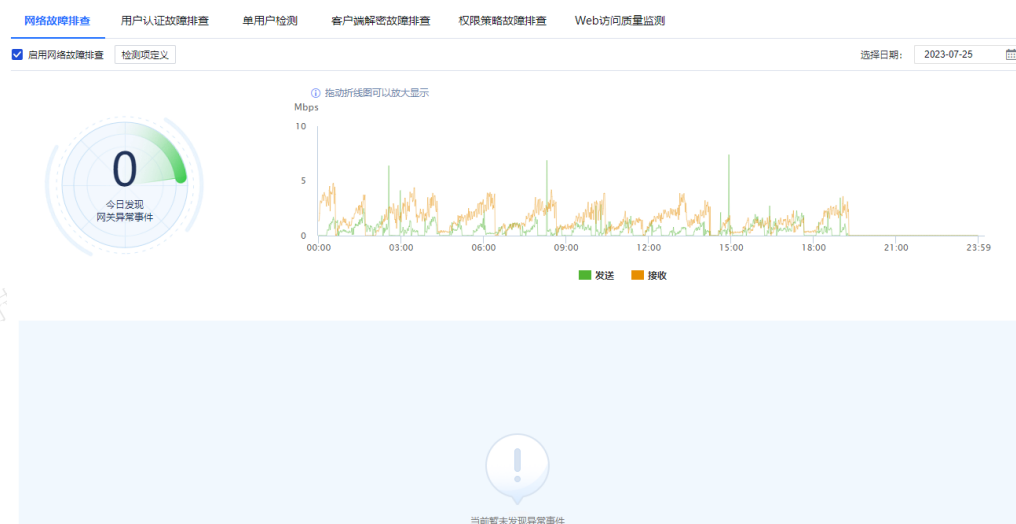 网络故障排查 用户认证故障排查 单用户检测 客户端解密故障排查 权限策略故障排查 Web访问质量监测
启用网络故障排查 检测项定义 选择日期: 2023-07-25
拖动折线图可以放大显示
Mbps
10
5
0
00:00 03:00 06:00 09:00 12:00 15:00 18:00 21:00 23:59
发送 接收
0
今日发现
网关异常事件
当前暂未发现异常事件